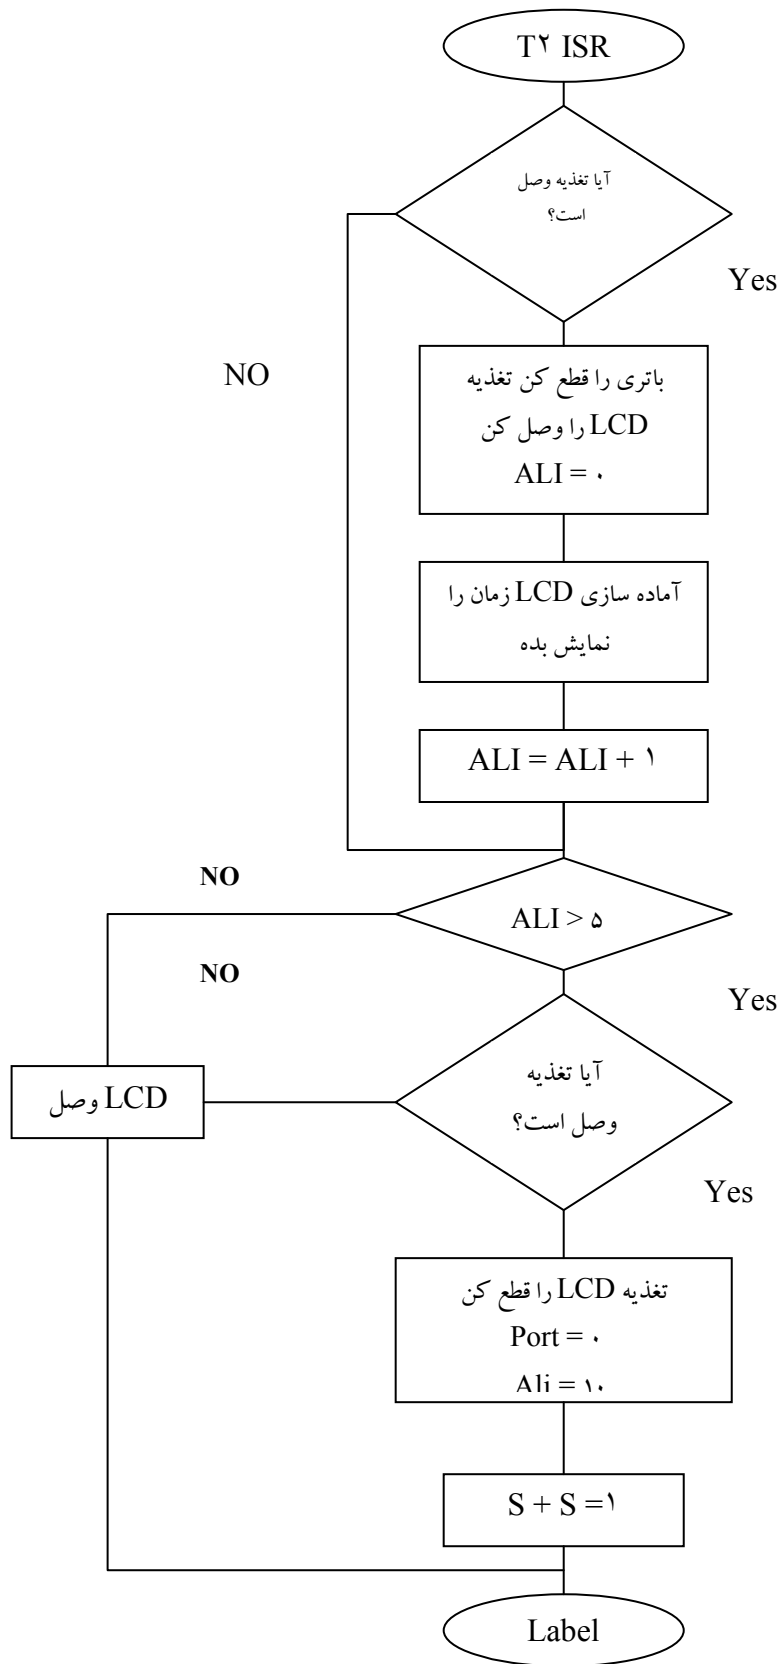 T۲ ISR
آیا تغذیه وصل
است؟
Yes
NO
باتری را قطع کن تغذیه
LCD را وصل کن
ALI = ۰
آماده سازی LCD زمان را
نمایش بده
ALI = ALI + ۱
NO
ALI > ۵
NO
Yes
آیا تغذیه
وصل است؟
LCD وصل
Yes
تغذیه LCD را قطع کن
Port = ۰
Ali = ۱۰
S + S =۱
Label